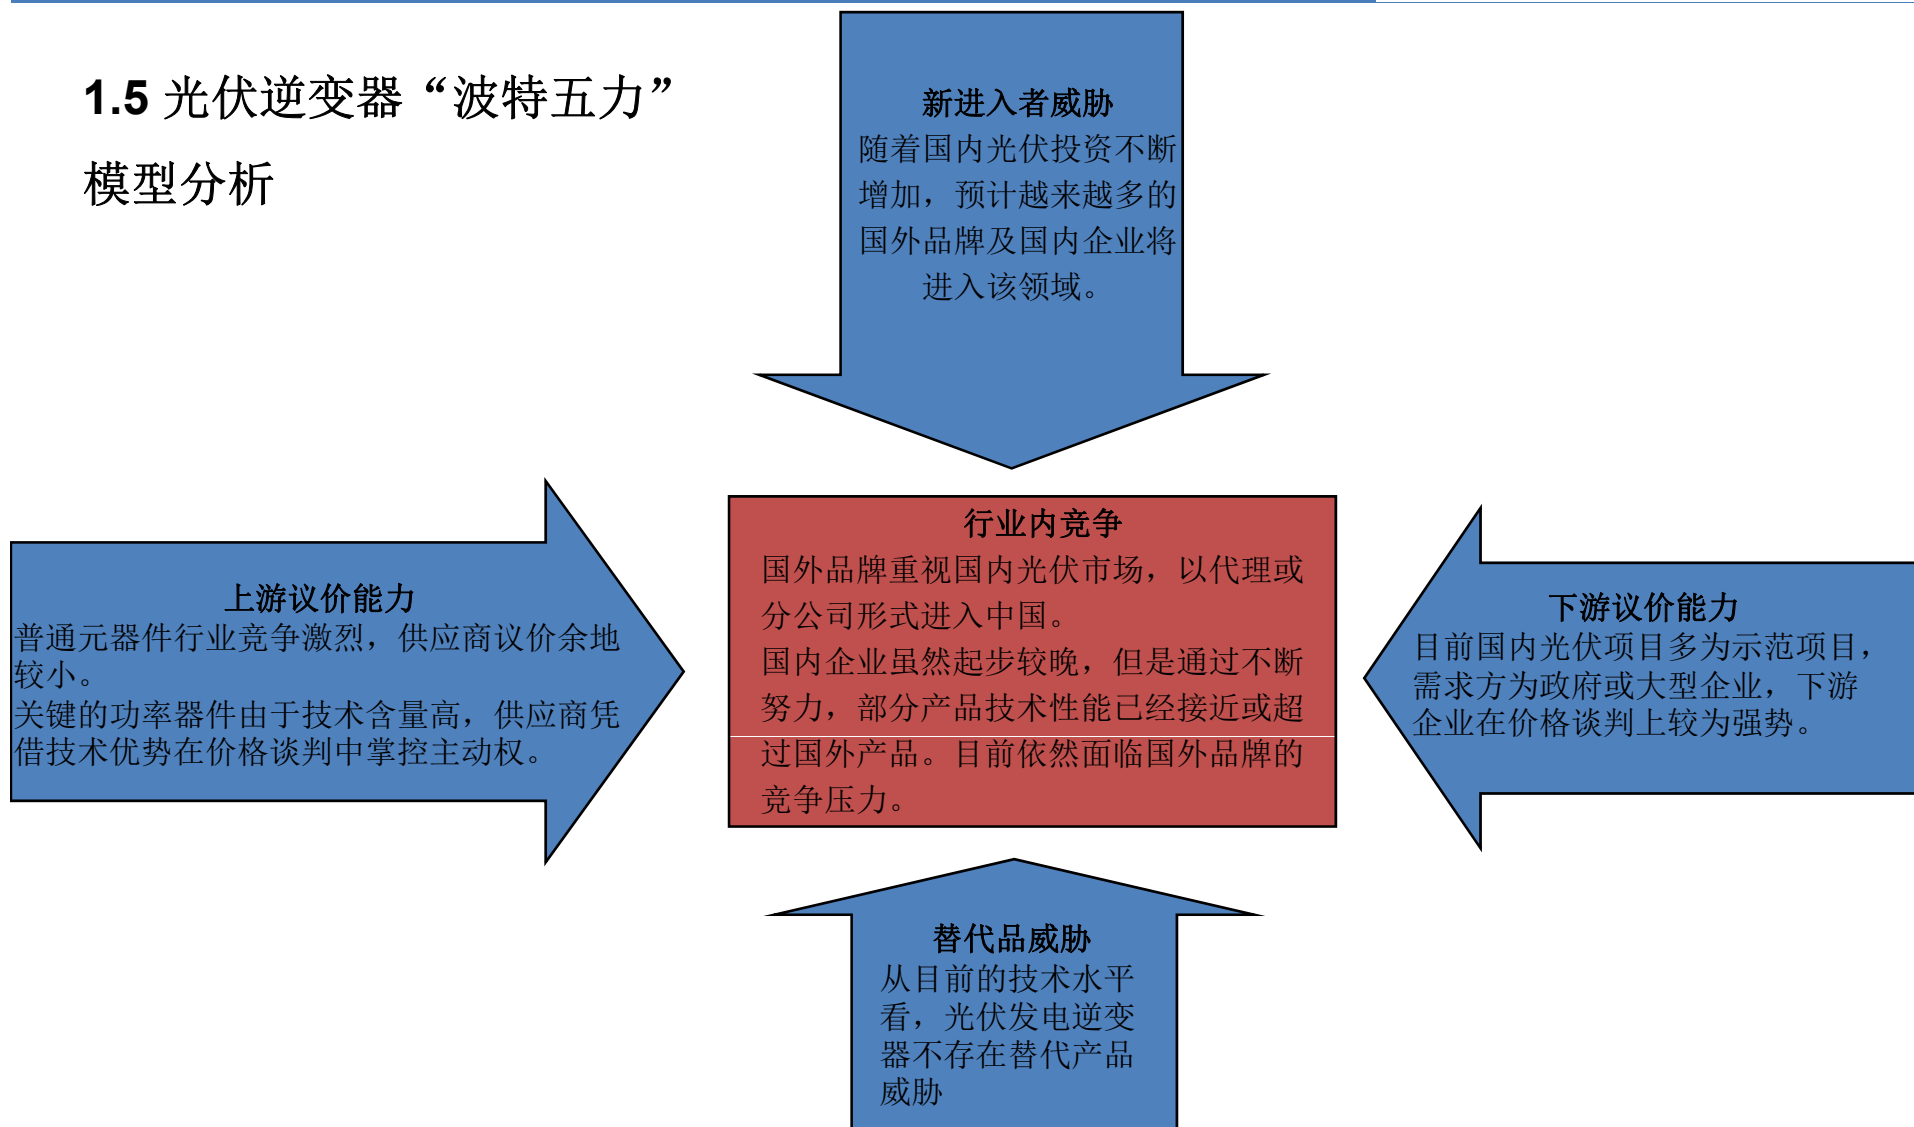 1.5 光伏逆变器“波特五力”
模型分析
新进入者威胁
随着国内光伏投资不断
增加，预计越来越多的
国外品牌及国内企业将
进入该领域。
上游议价能力
普通元器件行业竞争激烈，供应商议价余地
较小。
关键的功率器件由于技术含量高，供应商凭
借技术优势在价格谈判中掌控主动权。
行业内竞争
国外品牌重视国内光伏市场，以代理或
分公司形式进入中国。
国内企业虽然起步较晚，但是通过不断
努力，部分产品技术性能已经接近或超
过国外产品。目前依然面临国外品牌的
竞争压力。
下游议价能力
目前国内光伏项目多为示范项目，
需求方为政府或大型企业，下游
企业在价格谈判上较为强势。
替代品威胁
从目前的技术水平
看，光伏发电逆变
器不存在替代产品
威胁